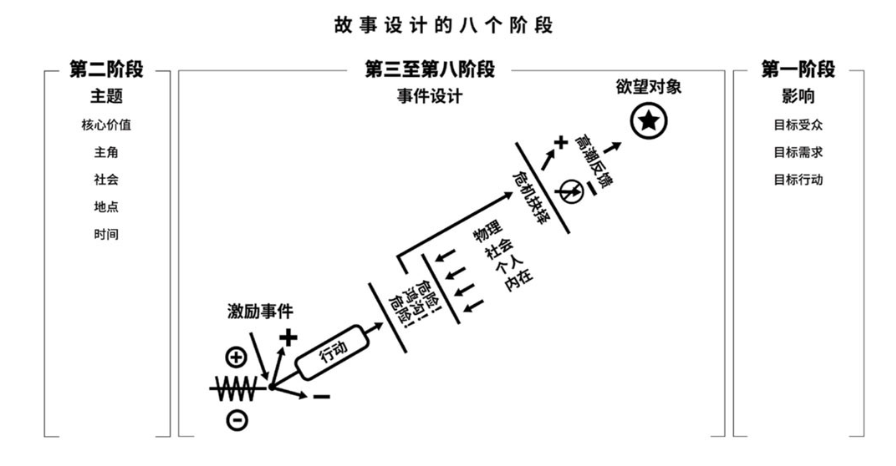 故事设计的八个阶段
第二阶段
主题
核心价值
主角
社会
地点
时间
第三至第八阶段
事件设计
欲望对象
高潮反馈
危机抉择
物理
社会
个人
内在
危险!
鸿沟!
危险!
激励事件
行动
第一阶段
影响
目标受众
目标需求
目标行动